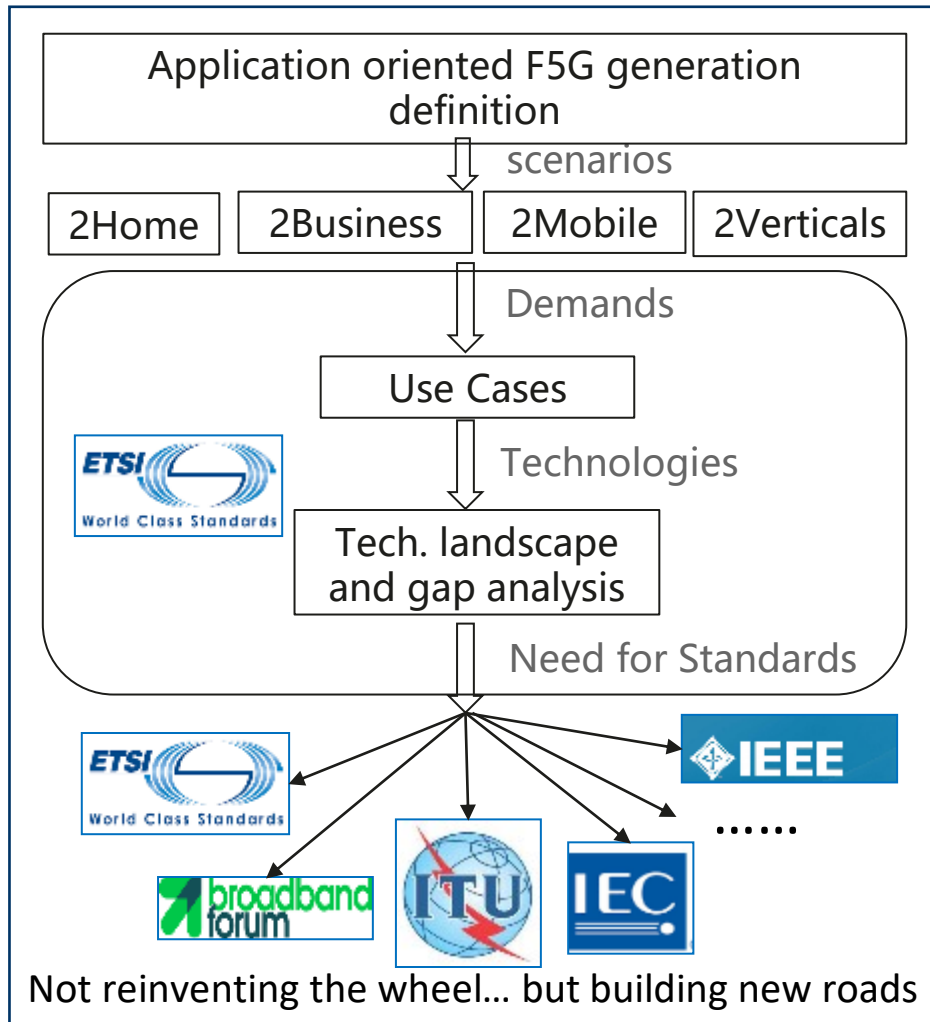 Application oriented F5G generation
definition
scenarios
2Home
2Business
2Mobile
2Verticals
Demands
Use Cases
ETSI
World Class Standards
Technologies
Tech. landscape
and gap analysis
Need for Standards
ETSI
World Class Standards
IEEE
......
broadband
forum
ITU
IEC
Not reinventing the wheel... but building new roads